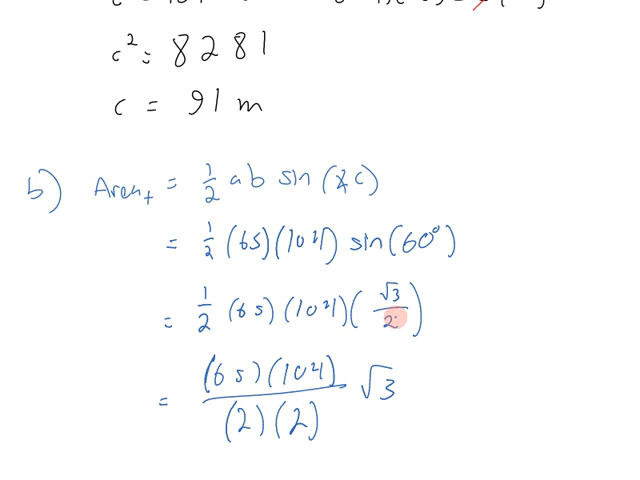 c² = 8281
c = 91 m
b) Area₊ = 1/2 ab sin(∡C)
= 1/2 (65)(104) sin(60°)
= 1/2 (65)(104)(√3/2)
= (65)(104)/(2)(2) √3